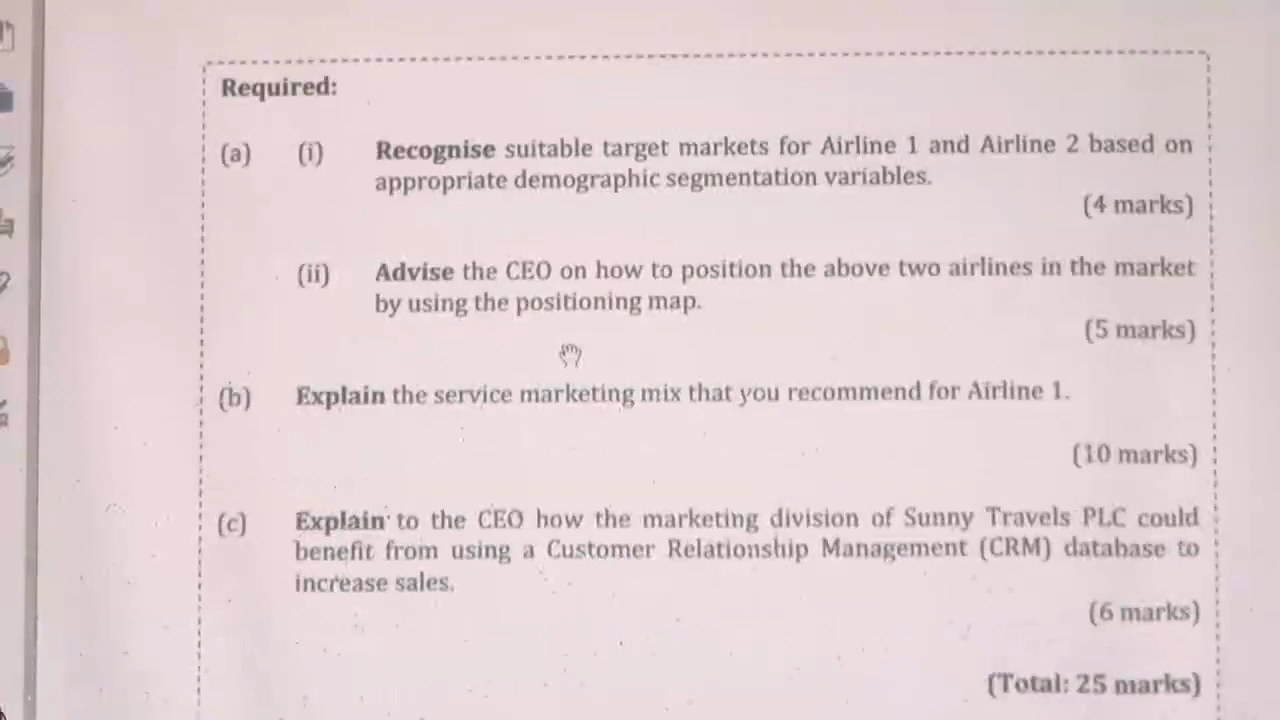 Required:
(a) (i) Recognise suitable target markets for Airline 1 and Airline 2 based on
appropriate demographic segmentation variables.
(4 marks)
(ii) Advise the CEO on how to position the above two airlines in the market
by using the positioning map.
(5 marks)
(b) Explain the service marketing mix that you recommend for Airline 1.
(10 marks)
(c) Explain to the CEO how the marketing division of Sunny Travels PLC could
benefit from using a Customer Relationship Management (CRM) database to
increase sales.
(6 marks)
(Total: 25 marks)